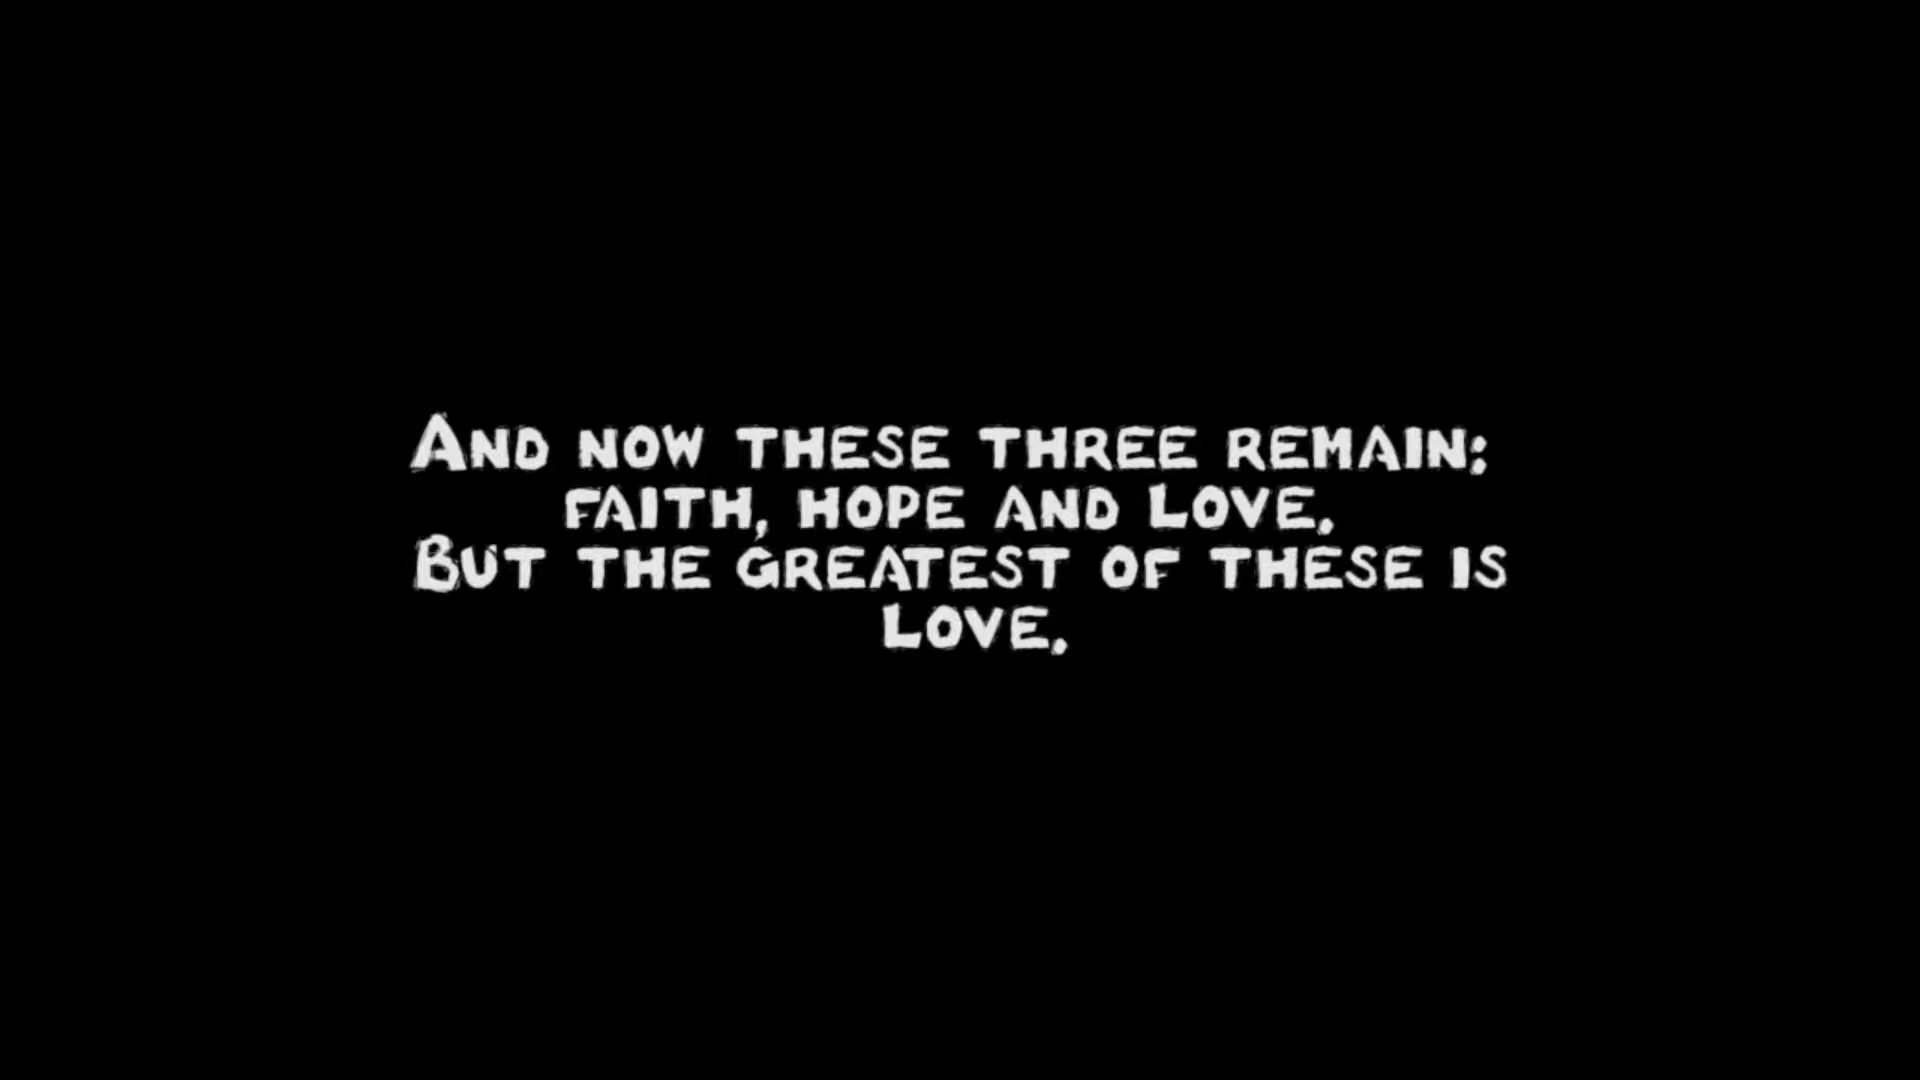 And now these three remain:
faith, hope and love.
But the greatest of these is
love.